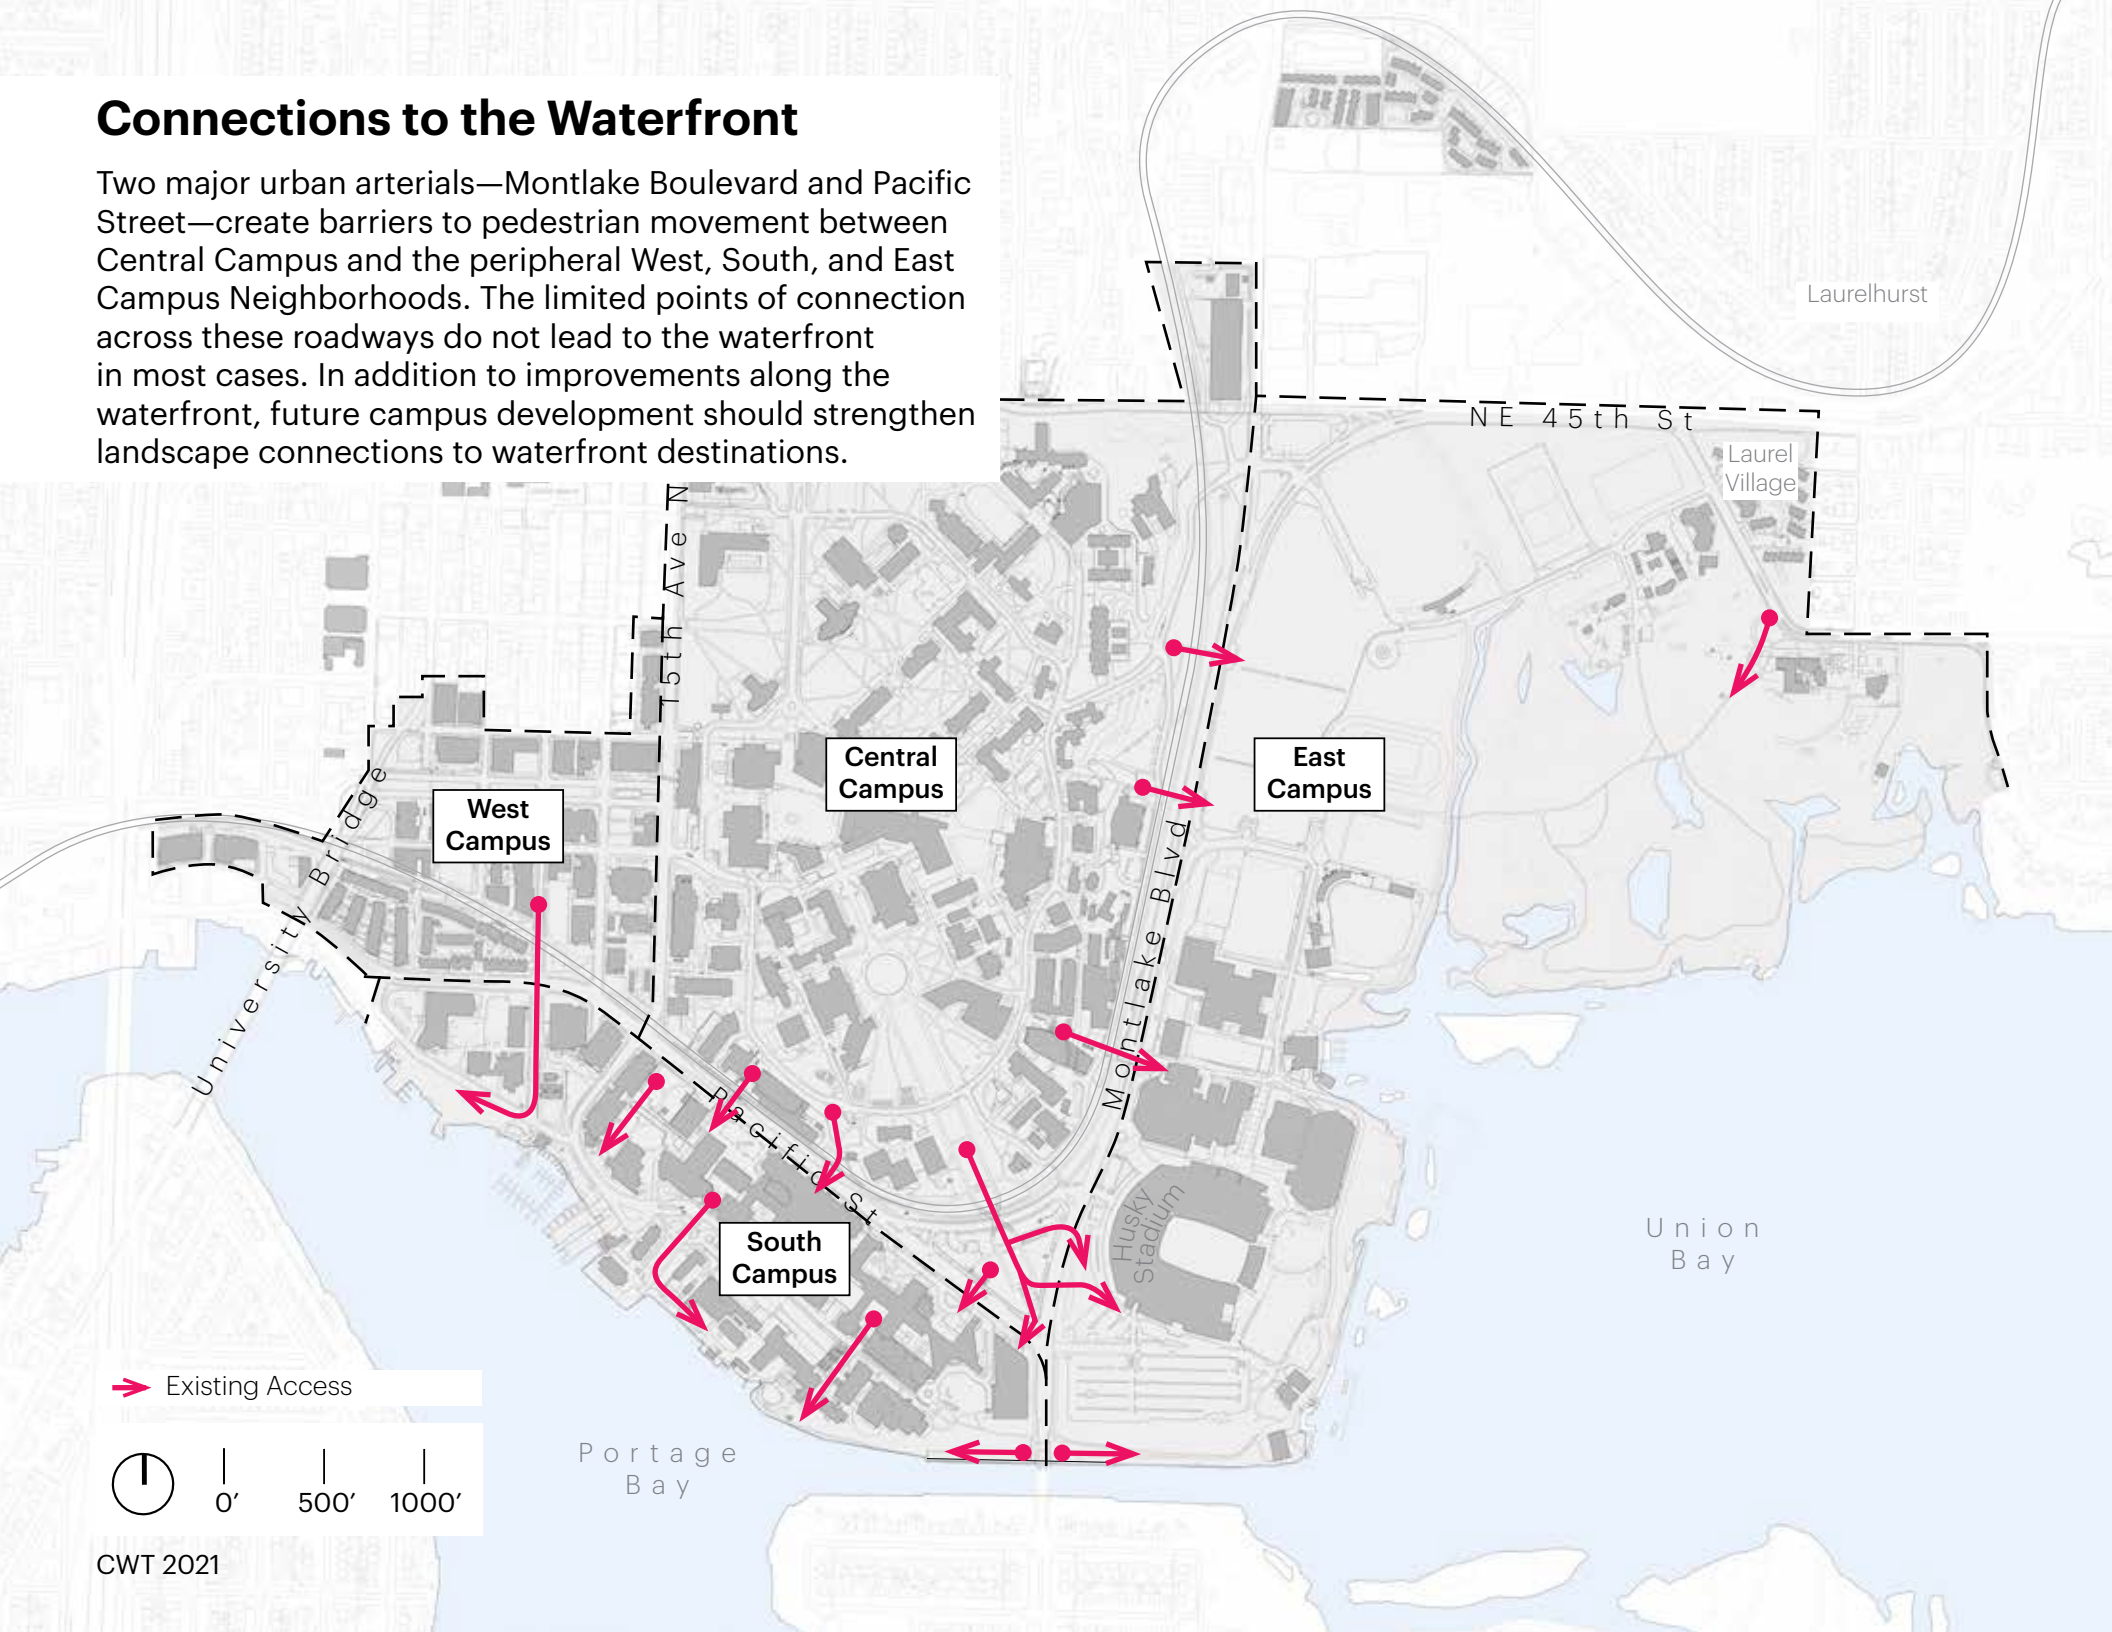 Connections to the Waterfront
Two major urban arterials—Montlake Boulevard and Pacific
Street—create barriers to pedestrian movement between
Central Campus and the peripheral West, South, and East
Campus Neighborhoods. The limited points of connection
across these roadways do not lead to the waterfront
in most cases. In addition to improvements along the
waterfront, future campus development should strengthen
landscape connections to waterfront destinations.
Laurelhurst
NE 45th St
Laurel
Village
15th Ave N
Central
Campus
East
Campus
West
Campus
University Bridge
Montlake Blvd
Pacific St
Husky
Stadium
South
Campus
Union
Bay
Portage
Bay
Existing Access
0’
500’
1000’
CWT 2021